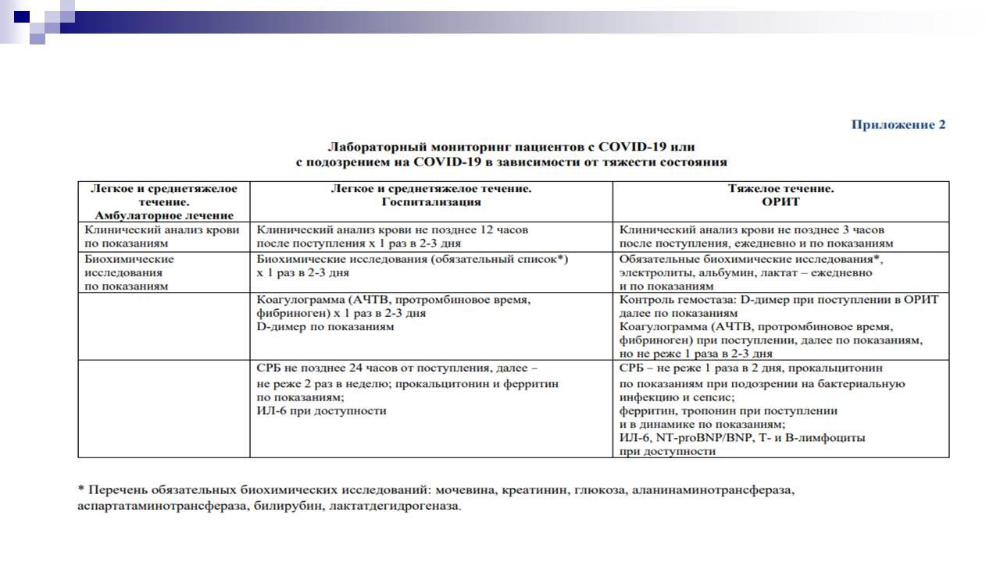 Приложение 2
Лабораторный мониторинг пациентов с COVID-19 или
с подозрением на COVID-19 в зависимости от тяжести состояния
Легкое и среднетяжелое
течение.
Амбулаторное лечение
Легкое и среднетяжелое течение.
Госпитализация
Тяжелое течение.
ОРИТ
Клинический анализ крови
по показаниям
Клинический анализ крови не позднее 12 часов
после поступления x 1 раз в 2-3 дня
Клинический анализ крови не позднее 3 часов
после поступления, ежедневно и по показаниям
Биохимические
исследования
по показаниям
Биохимические исследования (обязательный список*)
x 1 раз в 2-3 дня
Обязательные биохимические исследования*,
электролиты, альбумин, лактат – ежедневно
и по показаниям
Коагулограмма (АЧТВ, протромбиновое время,
фибриноген) x 1 раз в 2-3 дня
D-димер по показаниям
Контроль гемостаза: D-димер при поступлении в ОРИТ
далее по показаниям
Коагулограмма (АЧТВ, протромбиновое время,
фибриноген) при поступлении, далее по показаниям,
но не реже 1 раза в 2-3 дня
СРБ не позднее 24 часов от поступления, далее –
не реже 2 раз в неделю; прокальцитонин и ферритин
по показаниям;
ИЛ-6 при доступности
СРБ – не реже 1 раза в 2 дня, прокальцитонин
по показаниям при подозрении на бактериальную
инфекцию и сепсис;
ферритин, тропонин при поступлении
и в динамике по показаниям;
ИЛ-6, NT-proBNP/BNP, Т- и В-лимфоциты
при доступности
* Перечень обязательных биохимических исследований: мочевина, креатинин, глюкоза, аланинаминотрансфераза,
аспартатаминотрансфераза, билирубин, лактатдегидрогеназа.